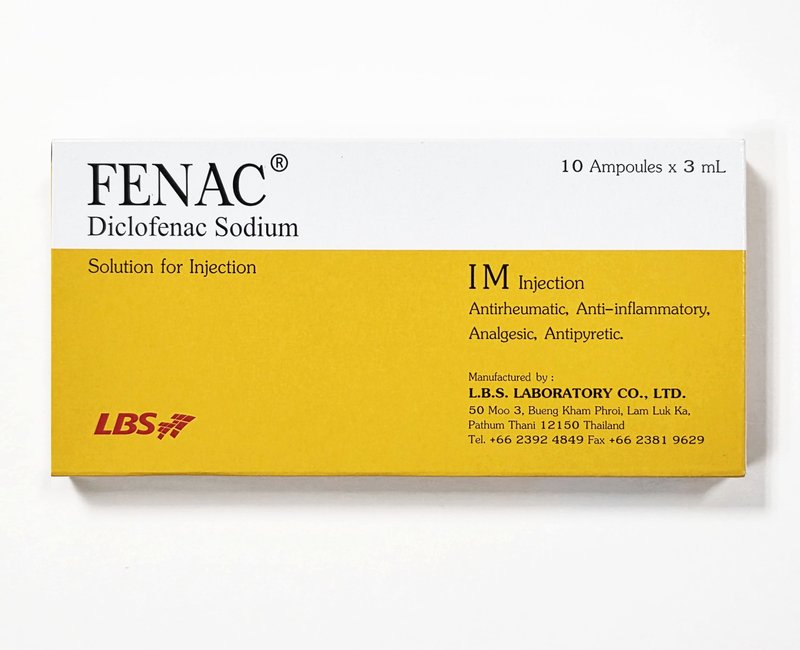 FENAC®
Diclofenac Sodium
10 Ampoules x 3 mL
Solution for Injection
IM Injection
Antirheumatic, Anti-inflammatory,
Analgesic, Antipyretic.
Manufactured by :
L.B.S. LABORATORY CO., LTD.
50 Moo 3, Bueng Kham Phroi, Lam Luk Ka,
Pathum Thani 12150 Thailand
Tel. +66 2392 4849 Fax +66 2381 9629
LBS